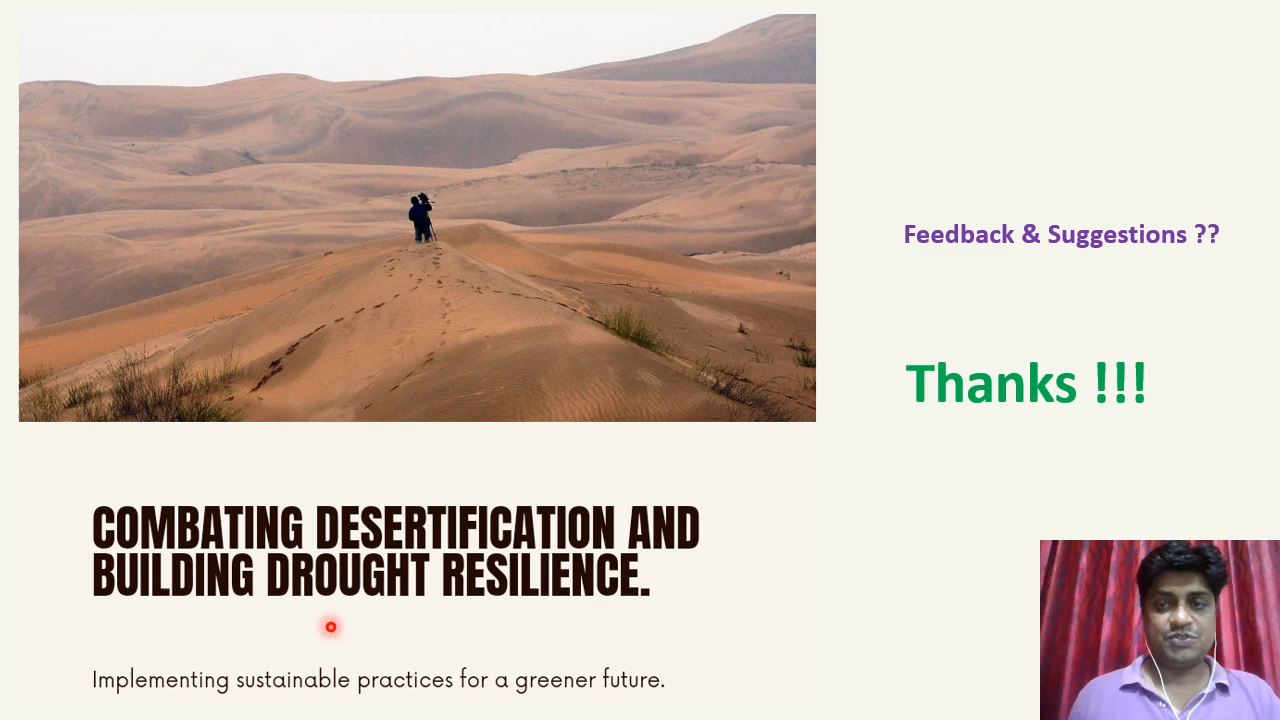 Feedback & Suggestions ??
Thanks !!!
COMBATING DESERTIFICATION AND
BUILDING DROUGHT RESILIENCE.
Implementing sustainable practices for a greener future.